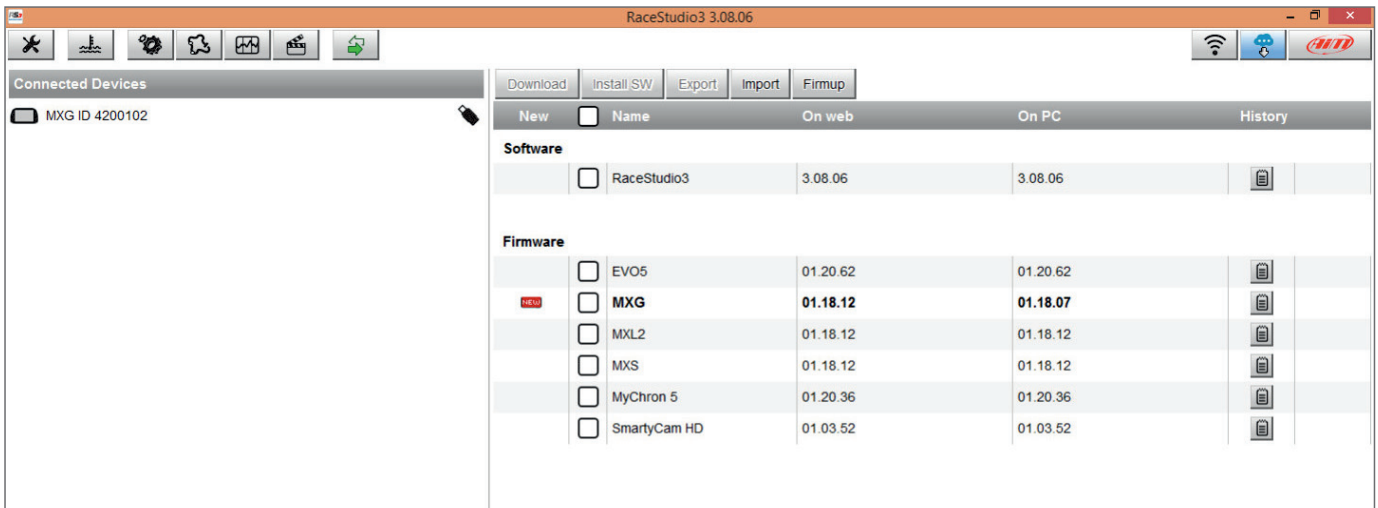 RS3 RaceStudio3 3.08.06
AiM
Connected Devices
MXG ID 4200102
Download Install SW Export Import Firmup
New Name On web On PC History
Software
RaceStudio3 3.08.06 3.08.06
Firmware
EVO5 01.20.62 01.20.62
NEW MXG 01.18.12 01.18.07
MXL2 01.18.12 01.18.12
MXS 01.18.12 01.18.12
MyChron 5 01.20.36 01.20.36
SmartyCam HD 01.03.52 01.03.52